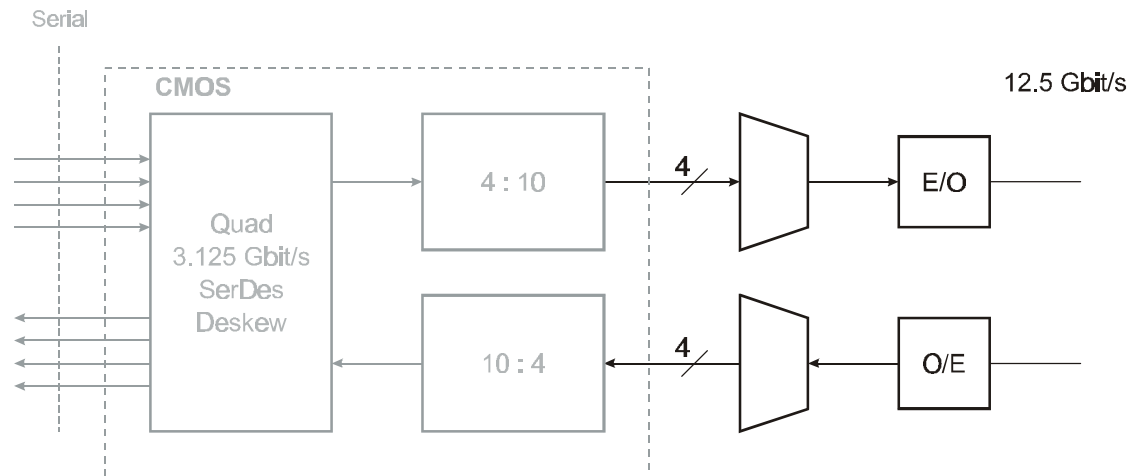 Serial
CMOS
12.5 Gbit/s
4
4 : 10
E/O
Quad
3.125 Gbit/s
SerDes
Deskew
4
10 : 4
O/E